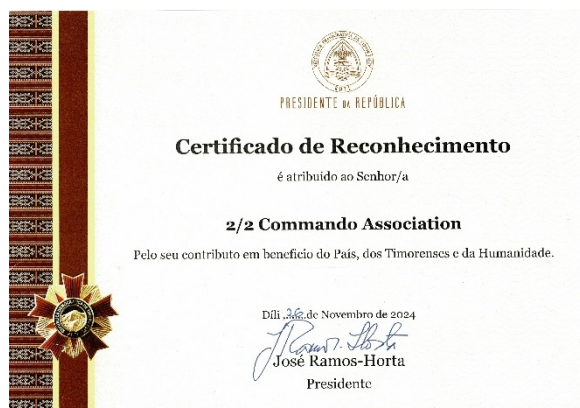 PRESIDENTE DA REPÚBLICA
Certificado de Reconhecimento
é atribuido ao Senhor/a
2/2 Commando Association
Pelo seu contributo em beneficio do País, dos Timorenses e da Humanidade.
Díli 26 de Novembro de 2024
José Ramos-Horta
Presidente